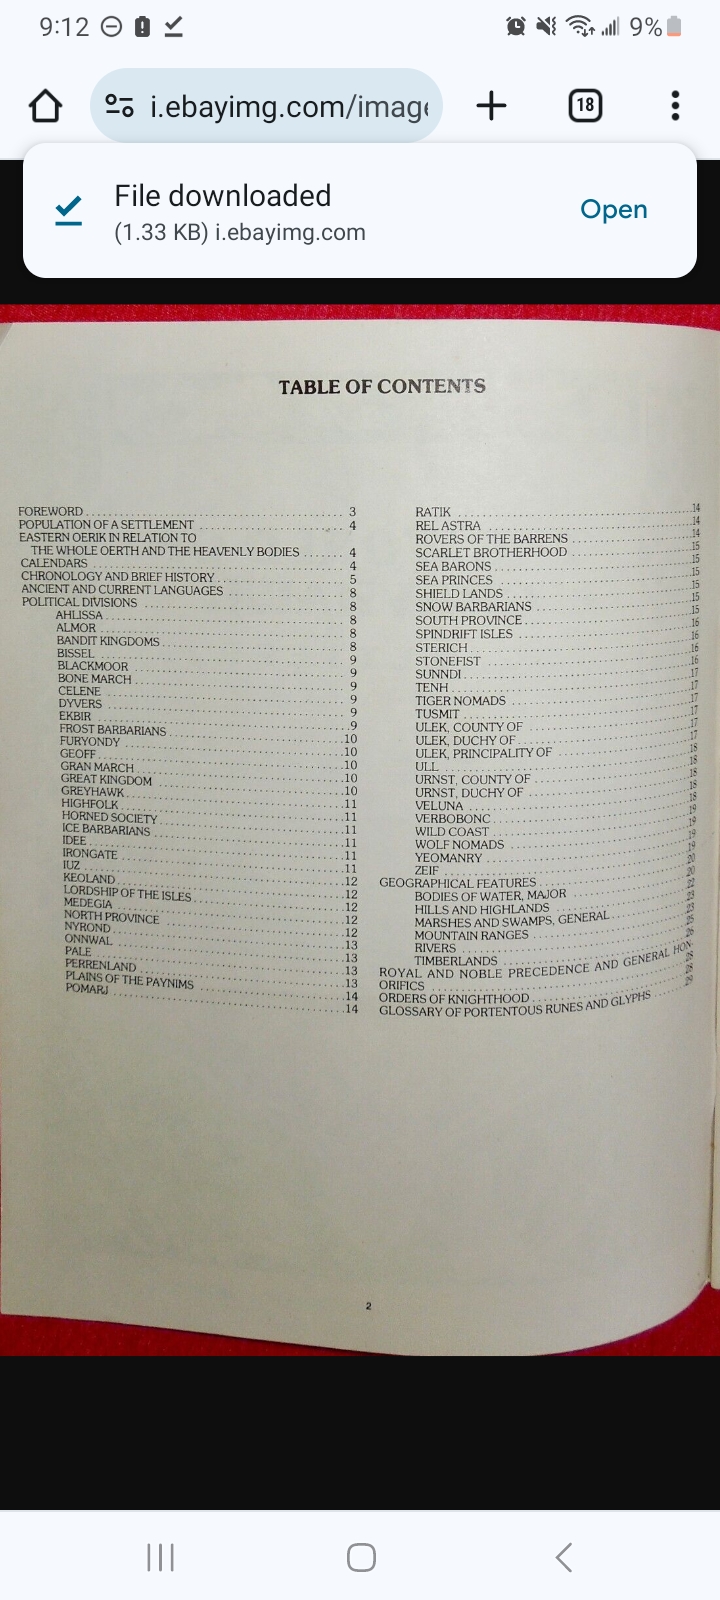 9:12
9%
i.ebayimg.com/image
18
File downloaded
(1.33 KB) i.ebayimg.com
Open
TABLE OF CONTENTS
FOREWORD 3
POPULATION OF A SETTLEMENT 4
EASTERN OERIK IN RELATION TO
THE WHOLE OERTH AND THE HEAVENLY BODIES 4
CALENDARS 4
CHRONOLOGY AND BRIEF HISTORY 5
ANCIENT AND CURRENT LANGUAGES 8
POLITICAL DIVISIONS 8
AHLISSA 8
ALMOR 8
BANDIT KINGDOMS 8
BISSEL 9
BLACKMOOR 9
BONE MARCH 9
CELENE 9
DYVERS 9
EKBIR 9
FROST BARBARIANS 10
FURYONDY 10
GEOFF 10
GRAN MARCH 10
GREAT KINGDOM 10
GREYHAWK 11
HIGHFOLK 11
HORNED SOCIETY 11
ICE BARBARIANS 11
IDEE 11
IRONGATE 11
IUZ 12
KEOLAND 12
LORDSHIP OF THE ISLES 12
MEDEGIA 12
NORTH PROVINCE 12
NYROND 13
ONNWAL 13
PALE 13
PERRENLAND 13
PLAINS OF THE PAYNIMS 14
POMARJ 14
RATIK 14
REL ASTRA 14
ROVERS OF THE BARRENS 14
SCARLET BROTHERHOOD 15
SEA BARONS 15
SEA PRINCES 15
SHIELD LANDS 15
SNOW BARBARIANS 15
SOUTH PROVINCE 16
SPINDRIFT ISLES 16
STERICH 16
STONEFIST 16
SUNNDI 17
TENH 17
TIGER NOMADS 17
TUSMIT 17
ULEK, COUNTY OF 17
ULEK, DUCHY OF 17
ULEK, PRINCIPALITY OF 18
ULL 18
URNST, COUNTY OF 18
URNST, DUCHY OF 18
VELUNA 18
VERBOBONC 19
WILD COAST 19
WOLF NOMADS 19
YEOMANRY 19
ZEIF 20
GEOGRAPHICAL FEATURES 20
BODIES OF WATER, MAJOR
HILLS AND HIGHLANDS
MARSHES AND SWAMPS, GENERAL
MOUNTAIN RANGES
RIVERS
TIMBERLANDS
ROYAL AND NOBLE PRECEDENCE AND GENERAL HON-
ORIFICS
ORDERS OF KNIGHTHOOD
GLOSSARY OF PORTENTOUS RUNES AND GLYPHS
2